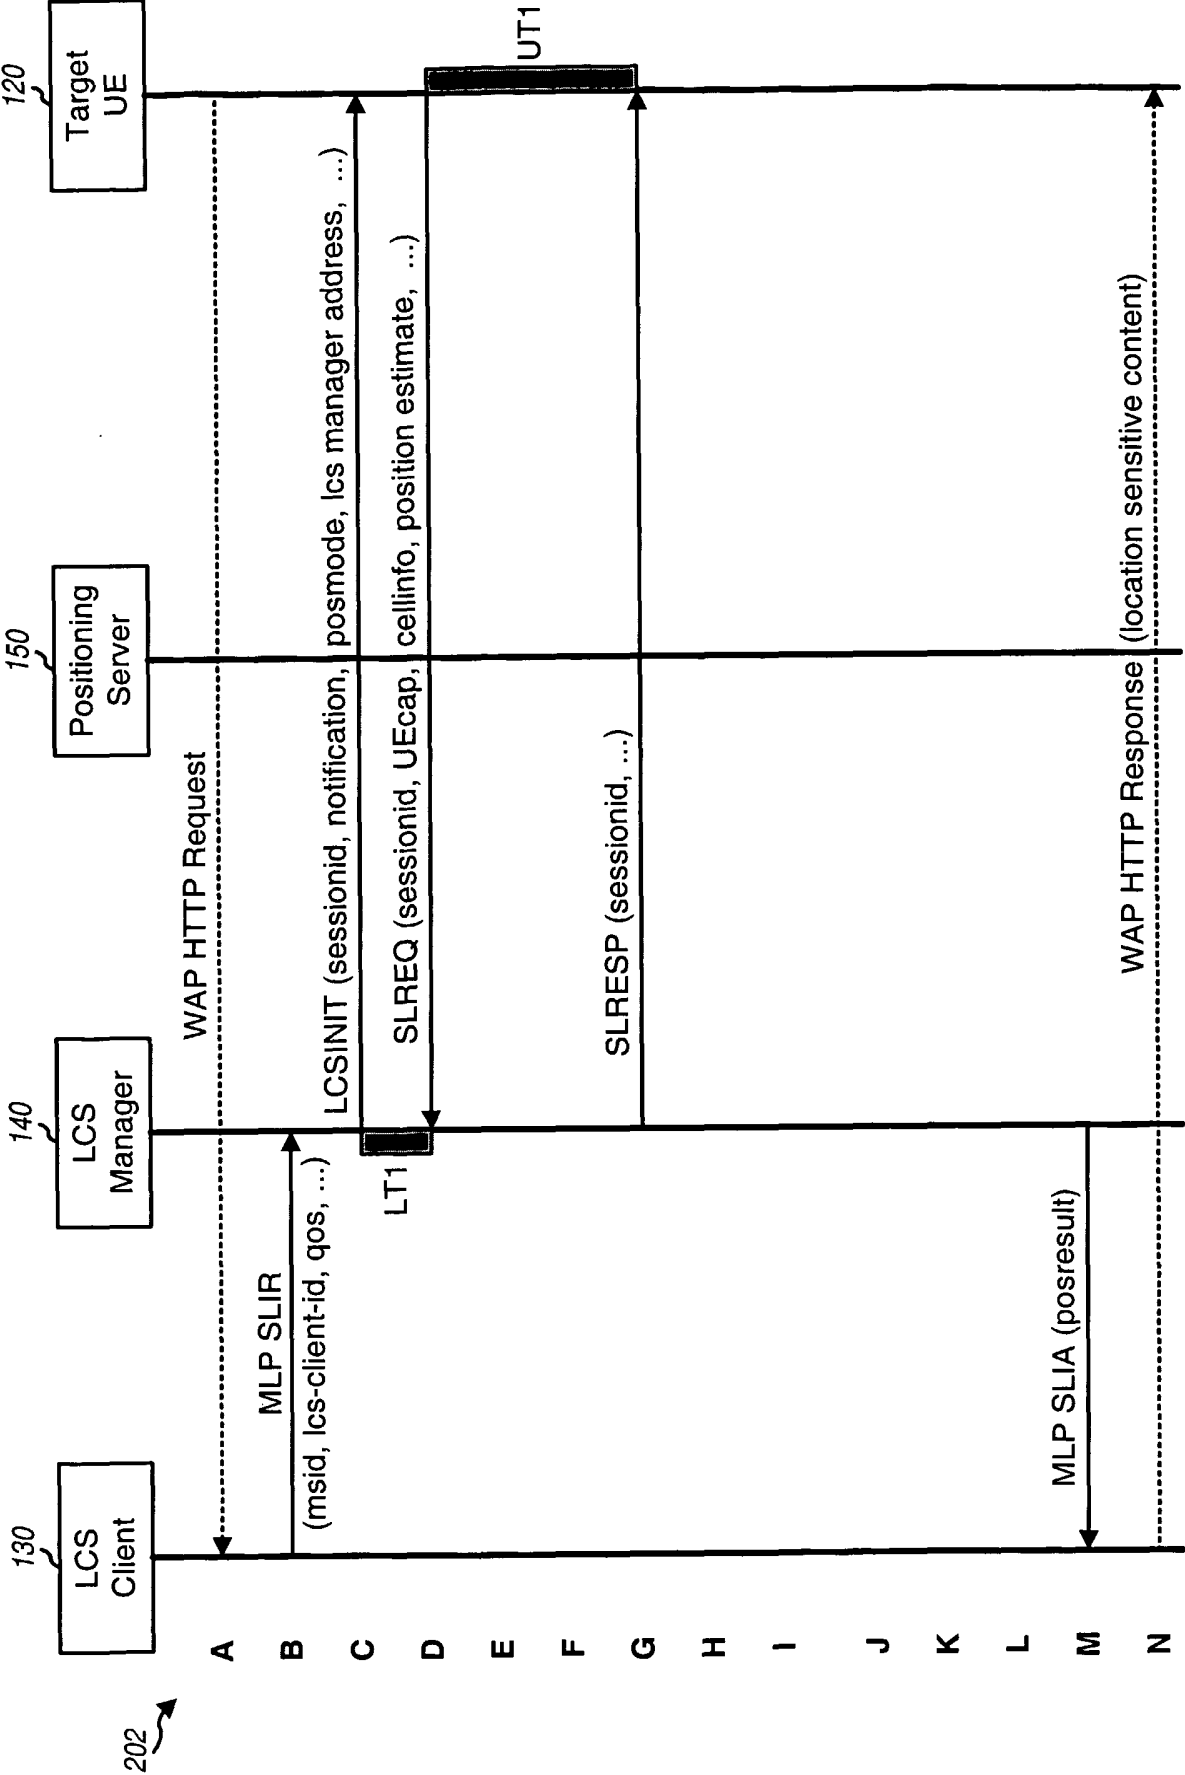 202
130
LCS
Client
140
LCS
Manager
150
Positioning
Server
120
Target
UE
A
WAP HTTP Request
B
MLP SLIR
(msid, lcs-client-id, qos, ...)
C
LCSINIT (sessionid, notification, posmode, lcs manager address, ...)
LT1
D
SLREQ (sessionid, UEcap, cellinfo, position estimate, ...)
UT1
E
F
G
SLRESP (sessionid, ...)
H
I
J
K
L
M
MLP SLIA (posresult)
N
WAP HTTP Response (location sensitive content)